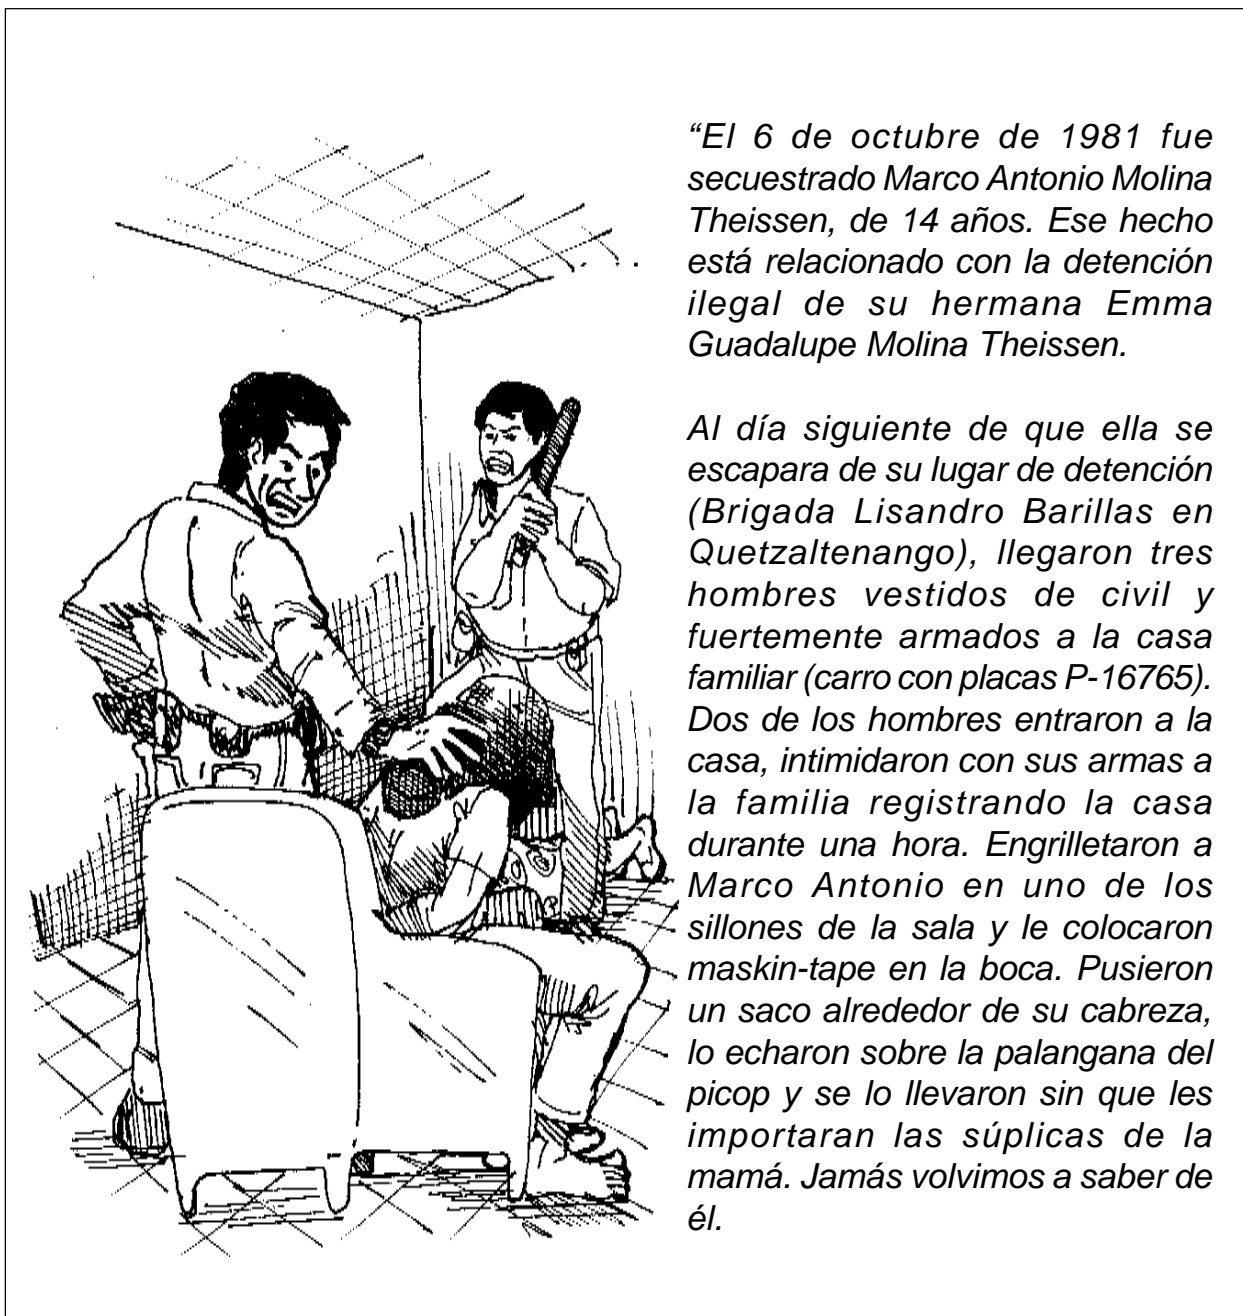 “El 6 de octubre de 1981 fue
secuestrado Marco Antonio Molina
Theissen, de 14 años. Ese hecho
está relacionado con la detención
ilegal de su hermana Emma
Guadalupe Molina Theissen.
Al día siguiente de que ella se
escapara de su lugar de detención
(Brigada Lisandro Barillas en
Quetzaltenango), llegaron tres
hombres vestidos de civil y
fuertemente armados a la casa
familiar (carro con placas P-16765).
Dos de los hombres entraron a la
casa, intimidaron con sus armas a
la familia registrando la casa
durante una hora. Engrilletaron a
Marco Antonio en uno de los
sillones de la sala y le colocaron
maskin-tape en la boca. Pusieron
un saco alrededor de su cabreza,
lo echaron sobre la palangana del
picop y se lo llevaron sin que les
importaran las súplicas de la
mamá. Jamás volvimos a saber de
él.